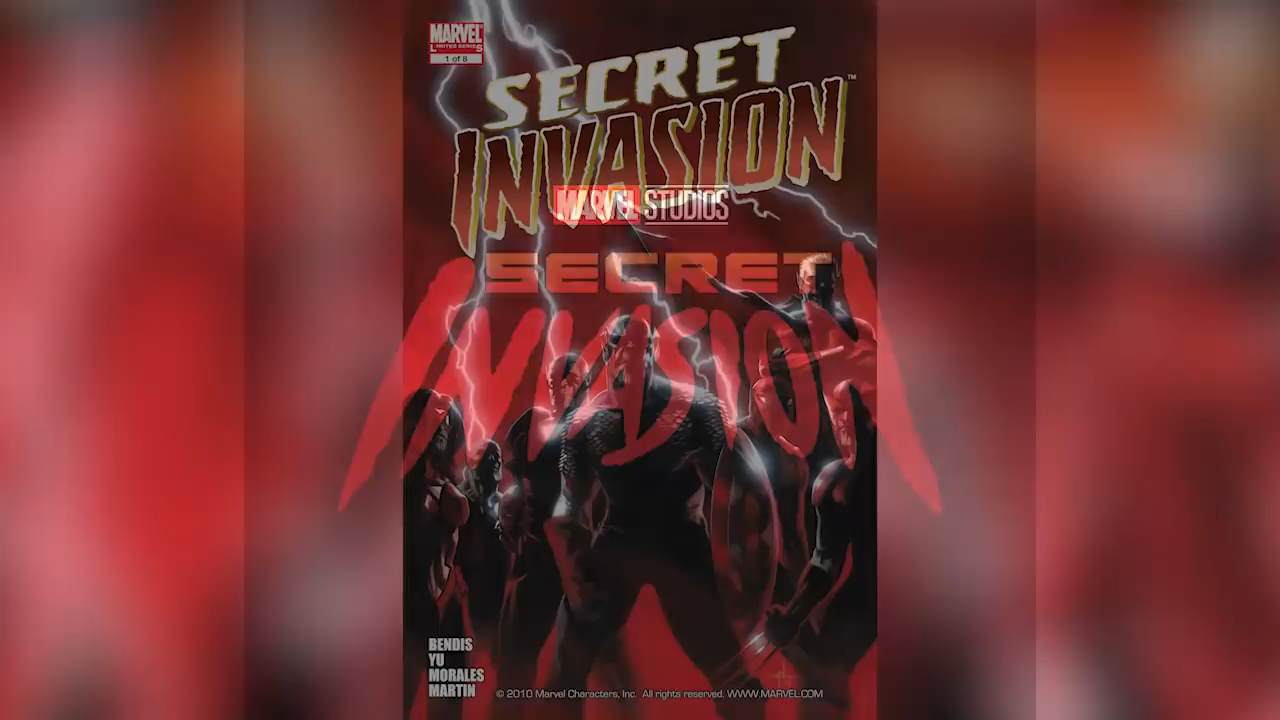 MARVEL
LIMITED SERIES
1 of 8
SECRET
INVASION™
MARVEL STUDIOS
SECRET
INVASION
BENDIS
YU
MORALES
MARTIN
© 2010 Marvel Characters, Inc. All rights reserved. WWW.MARVEL.COM